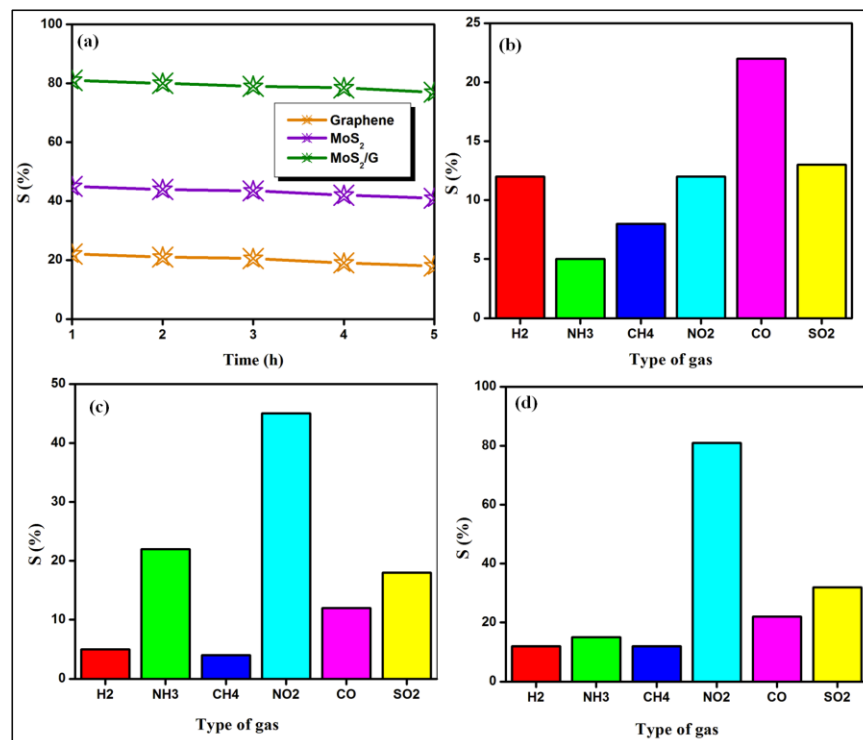 (a)
100
80
60
40
20
0
S (%)
Graphene
MoS2
MoS2/G
1 2 3 4 5
Time (h)
(b)
25
20
15
10
5
0
S (%)
H2 NH3 CH4 NO2 CO SO2
Type of gas
(c)
50
40
30
20
10
0
S (%)
H2 NH3 CH4 NO2 CO SO2
Type of gas
(d)
100
80
60
40
20
0
S (%)
H2 NH3 CH4 NO2 CO SO2
Type of gas